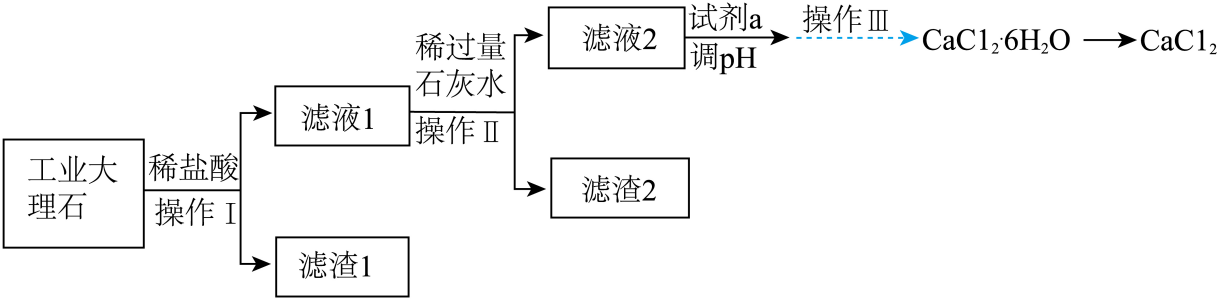 工业大
理石
稀盐酸
操作Ⅰ
滤液1
滤渣1
稀过量
石灰水
操作Ⅱ
滤液2
滤渣2
试剂a
调pH
操作Ⅲ
CaC1₂·6H₂O
CaC1₂